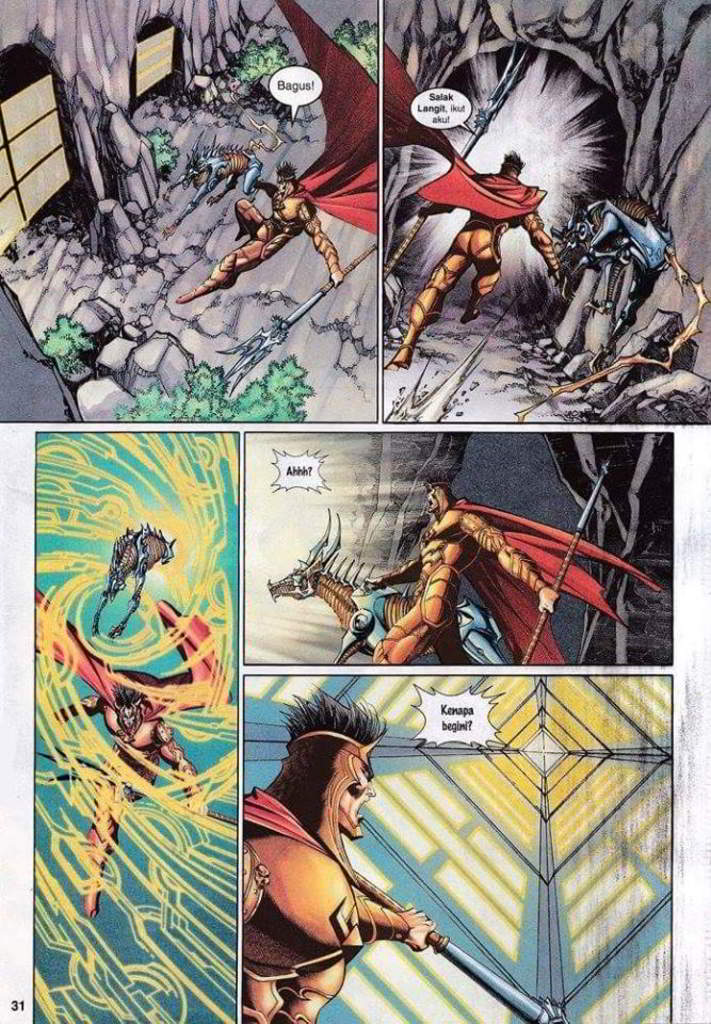 Bagus!
Salak
Langit, ikut
aku!
Ahhh?
Kenapa
begini?
31